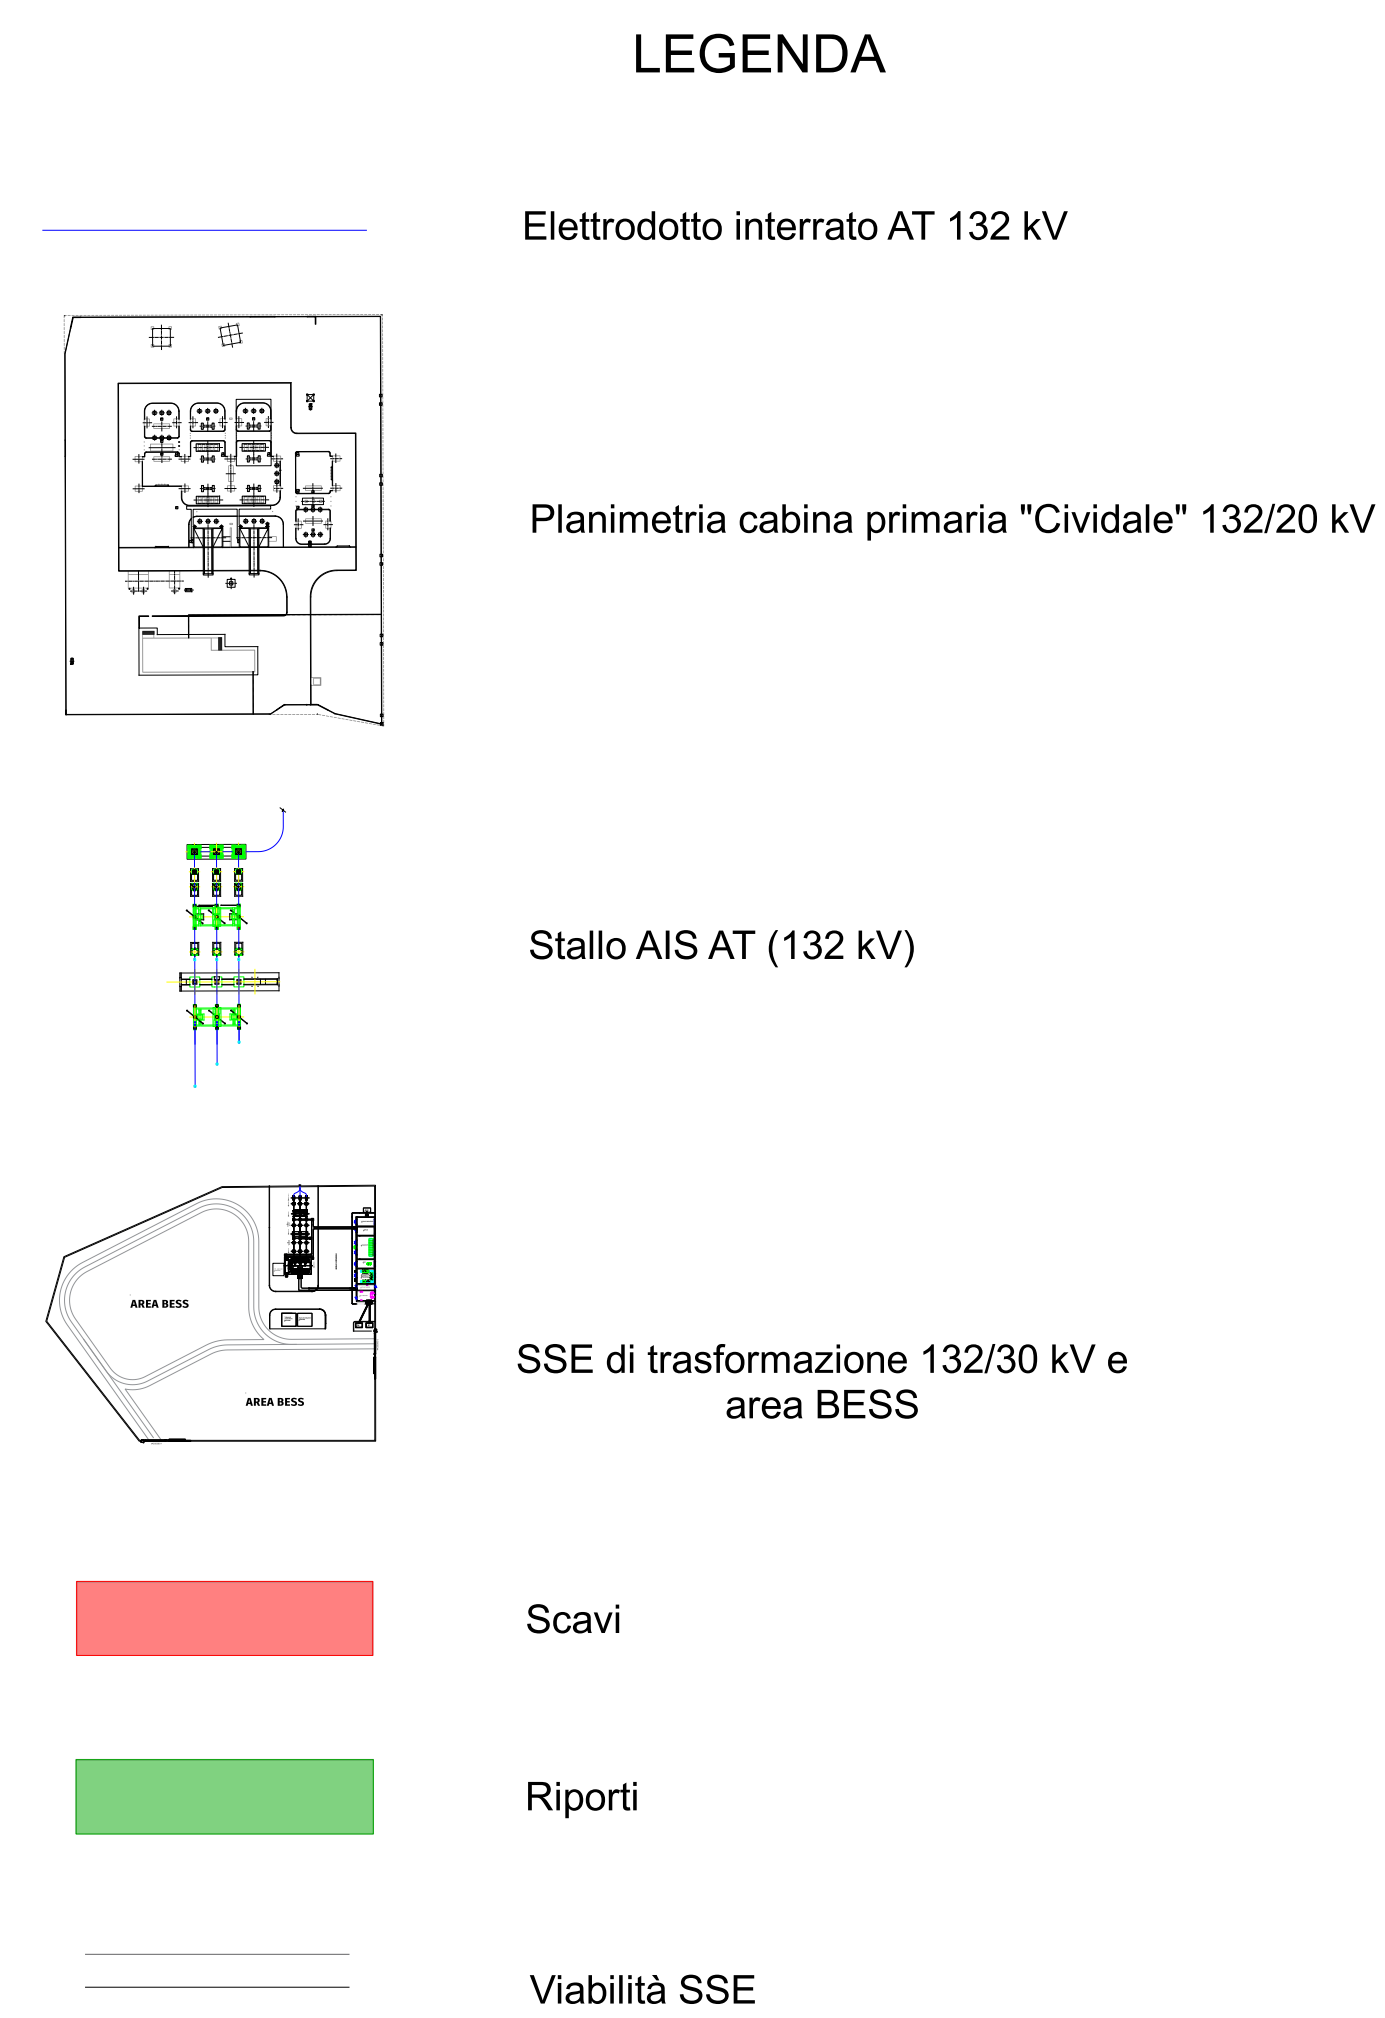 LEGENDA
Elettrodotto interrato AT 132 kV
Planimetria cabina primaria "Cividale" 132/20 kV
Stallo AIS AT (132 kV)
AREA BESS
AREA BESS
SSE di trasformazione 132/30 kV e
area BESS
Scavi
Riporti
Viabilità SSE